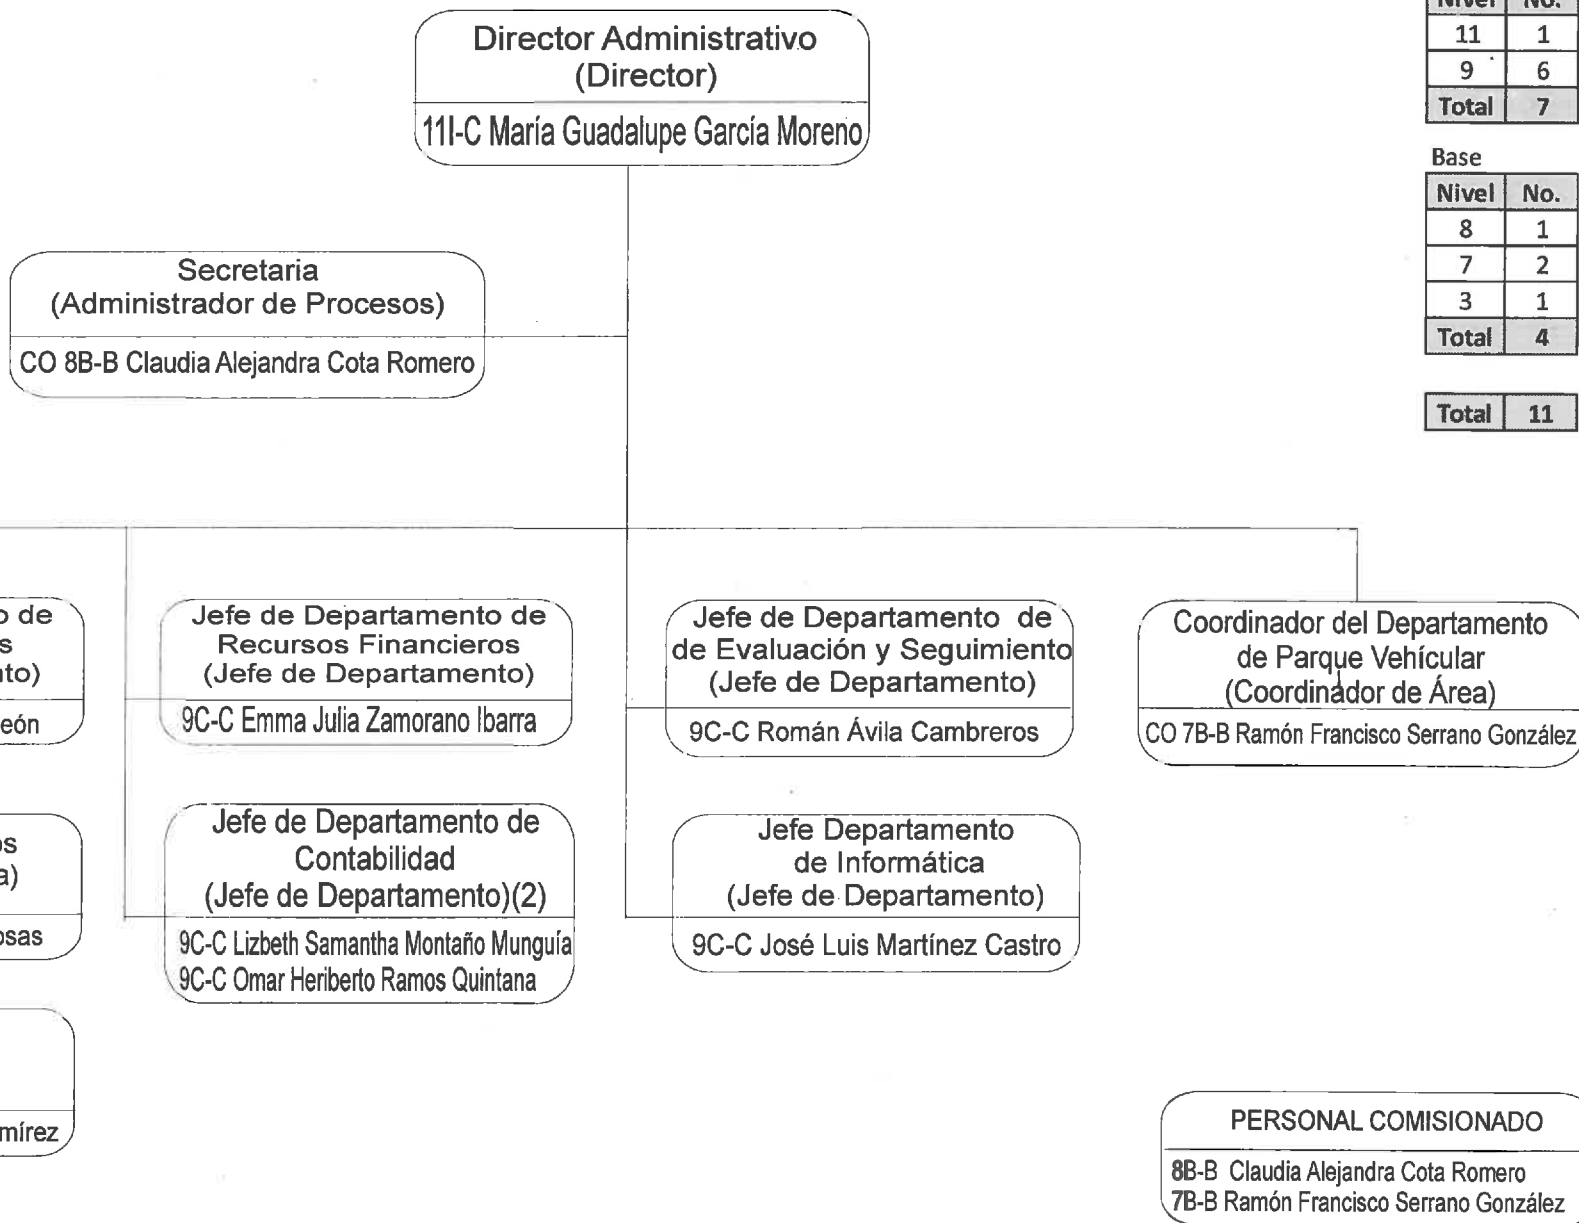 Director Administrativo
(Director)
11I-C María Guadalupe García Moreno
Nivel No.
11 1
9 6
Total 7
Base
Nivel No.
8 1
7 2
3 1
Total 4
Total 11
Secretaria
(Administrador de Procesos)
CO 8B-B Claudia Alejandra Cota Romero
o de
s
nto)
eón
Jefe de Departamento de
Recursos Financieros
(Jefe de Departamento)
9C-C Emma Julia Zamorano Ibarra
Jefe de Departamento de
de Evaluación y Seguimiento
(Jefe de Departamento)
9C-C Román Ávila Cambreros
Coordinador del Departamento
de Parque Vehícular
(Coordinador de Área)
CO 7B-B Ramón Francisco Serrano González
os
a)
osas
Jefe de Departamento de
Contabilidad
(Jefe de Departamento)(2)
9C-C Lizbeth Samantha Montaño Munguía
9C-C Omar Heriberto Ramos Quintana
Jefe Departamento
de Informática
(Jefe de Departamento)
9C-C José Luis Martínez Castro
mírez
PERSONAL COMISIONADO
8B-B Claudia Alejandra Cota Romero
7B-B Ramón Francisco Serrano González